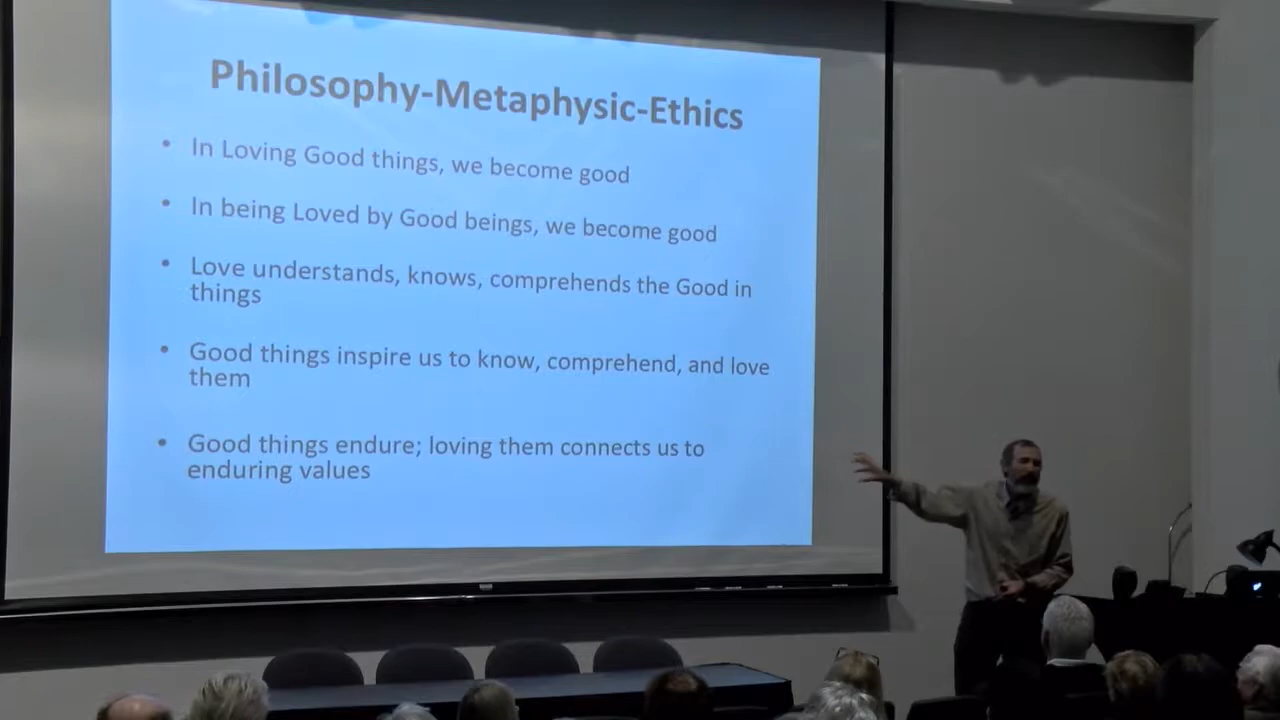 Philosophy-Metaphysic-Ethics
• In Loving Good things, we become good
• In being Loved by Good beings, we become good
• Love understands, knows, comprehends the Good in
things
• Good things inspire us to know, comprehend, and love
them
• Good things endure; loving them connects us to
enduring values